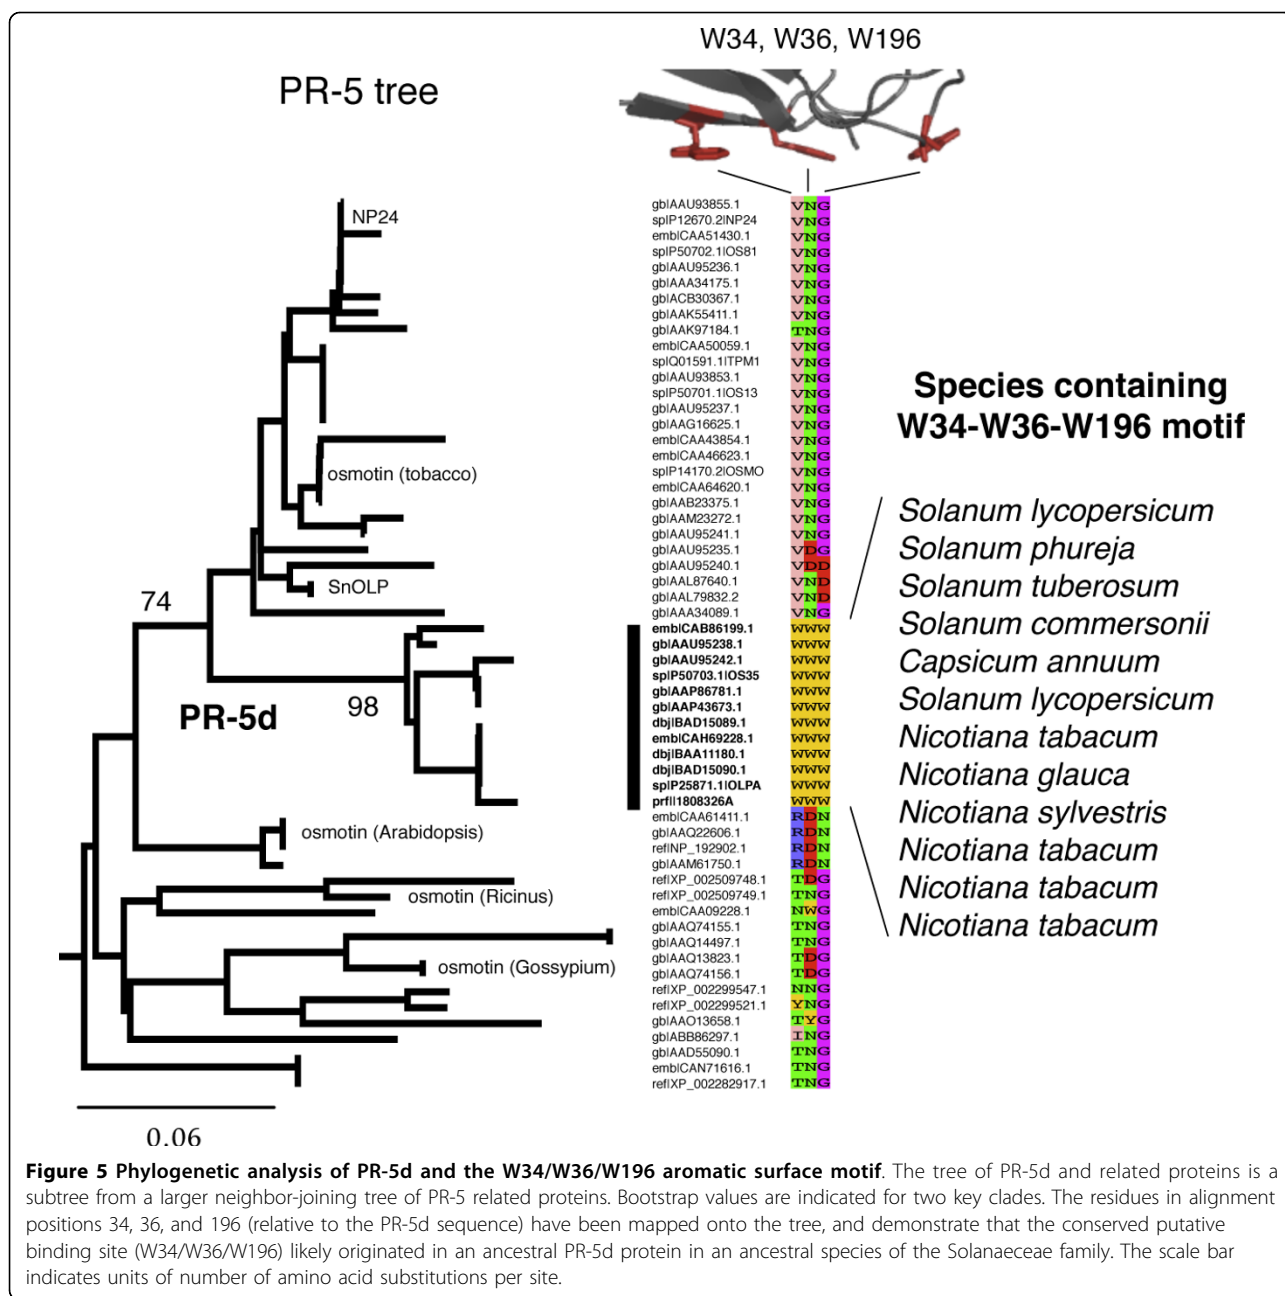 W34, W36, W196
PR-5 tree
NP24
osmotin (tobacco)
SnOLP
74
98
PR-5d
osmotin (Arabidopsis)
osmotin (Ricinus)
osmotin (Gossypium)
0.06
gb|AAU93855.1 VNG
sp|P12670.2|NP24 VNG
emb|CAA51430.1 VNG
sp|P50702.1|OS81 VNG
gb|AAU95236.1 VNG
gb|AAA34175.1 VNG
gb|ACB30367.1 VNG
gb|AAK55411.1 VNG
gb|AAK97184.1 TNG
emb|CAA50059.1 VNG
sp|Q01591.1|TPM1 VNG
gb|AAU93853.1 VNG
sp|P50701.1|OS13 VNG
gb|AAU95237.1 VNG
gb|AAG16625.1 VNG
emb|CAA43854.1 VNG
emb|CAA46623.1 VNG
sp|P14170.2|OSMO VNG
emb|CAA64620.1 VNG
gb|AAB23375.1 VNG
gb|AAM23272.1 VNG
gb|AAU95241.1 VNG
gb|AAU95235.1 VDG
gb|AAU95240.1 VDD
gb|AAL87640.1 VND
gb|AAL79832.2 VND
gb|AAA34089.1 VNG
emb|CAB86199.1 WWW
gb|AAU95238.1 WWW
gb|AAU95242.1 WWW
sp|P50703.1|OS35 WWW
gb|AAP86781.1 WWW
gb|AAP43673.1 WWW
dbj|BAD15089.1 WWW
emb|CAH69228.1 WWW
dbj|BAA11180.1 WWW
dbj|BAD15090.1 WWW
sp|P25871.1|OLPA WWW
prf||1808326A WWW
emb|CAA61411.1 RDN
gb|AAQ22606.1 RDN
ref|NP_192902.1 RDN
gb|AAM61750.1 RDN
ref|XP_002509748.1 TDG
ref|XP_002509749.1 TNG
emb|CAA09228.1 NWG
gb|AAQ74155.1 TNG
gb|AAQ14497.1 TNG
gb|AAQ13823.1 TDG
gb|AAQ74156.1 TDG
ref|XP_002299547.1 NNG
ref|XP_002299521.1 YNG
gb|AAO13658.1 TYG
gb|ABB86297.1 ING
gb|AAD55090.1 TNG
emb|CAN71616.1 TNG
ref|XP_002282917.1 TNG
Species containing
W34-W36-W196 motif
Solanum lycopersicum
Solanum phureja
Solanum tuberosum
Solanum commersonii
Capsicum annuum
Solanum lycopersicum
Nicotiana tabacum
Nicotiana glauca
Nicotiana sylvestris
Nicotiana tabacum
Nicotiana tabacum
Nicotiana tabacum
Figure 5 Phylogenetic analysis of PR-5d and the W34/W36/W196 aromatic surface motif. The tree of PR-5d and related proteins is a
subtree from a larger neighbor-joining tree of PR-5 related proteins. Bootstrap values are indicated for two key clades. The residues in alignment
positions 34, 36, and 196 (relative to the PR-5d sequence) have been mapped onto the tree, and demonstrate that the conserved putative
binding site (W34/W36/W196) likely originated in an ancestral PR-5d protein in an ancestral species of the Solanaeceae family. The scale bar
indicates units of number of amino acid substitutions per site.